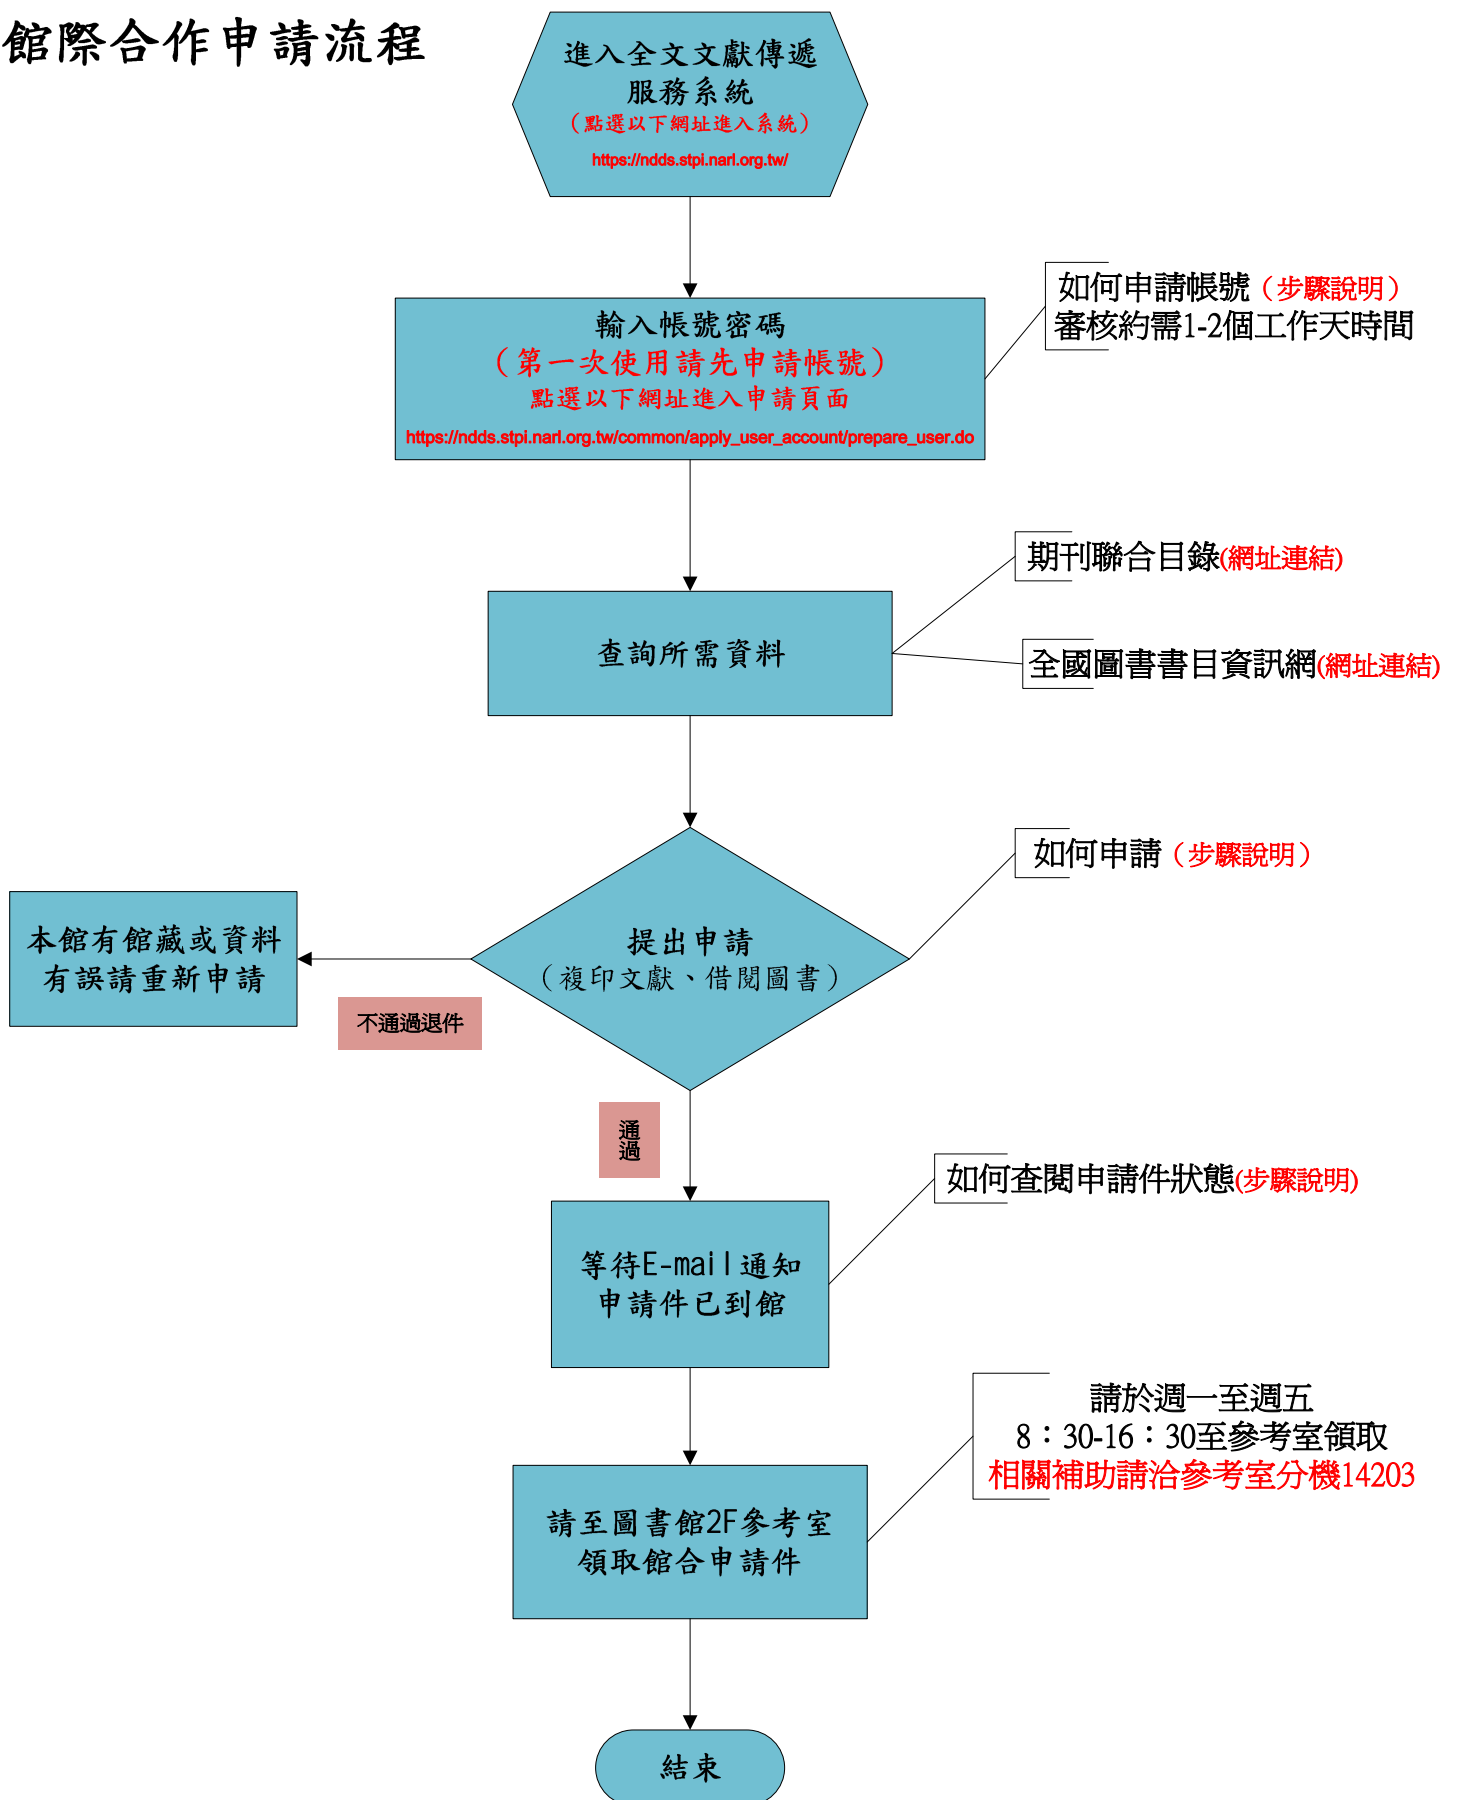 館際合作申請流程
進入全文文獻傳遞
服務系統
（點選以下網址進入系統）
https://ndds.stpi.narl.org.tw/
如何申請帳號（步驟說明）
審核約需1-2個工作天時間
輸入帳號密碼
（第一次使用請先申請帳號）
點選以下網址進入申請頁面
https://ndds.stpi.narl.org.tw/common/apply_user_account/prepare_user.do
期刊聯合目錄(網址連結)
查詢所需資料
全國圖書書目資訊網(網址連結)
如何申請（步驟說明）
提出申請
（複印文獻、借閱圖書）
本館有館藏或資料
有誤請重新申請
不通過退件
通
過
如何查閱申請件狀態(步驟說明)
等待E-mail通知
申請件已到館
請於週一至週五
8：30-16：30至參考室領取
相關補助請洽參考室分機14203
請至圖書館2F參考室
領取館合申請件
結束